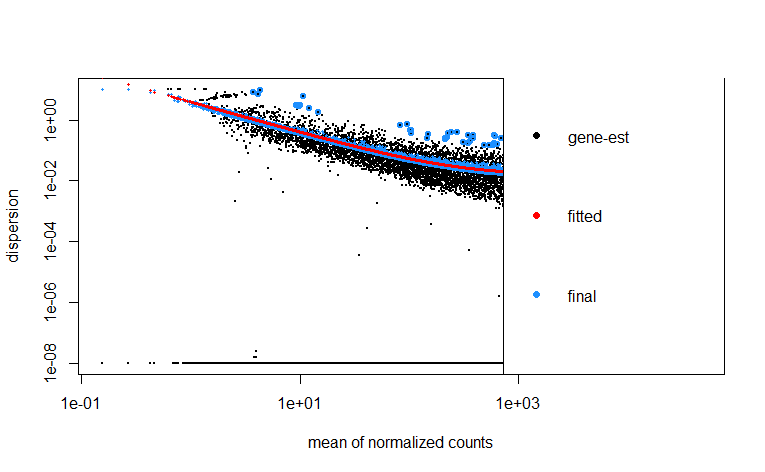 1e+00
1e-02
1e-04
1e-06
1e-08
dispersion
gene-est
fitted
final
1e-01
1e+01
1e+03
mean of normalized counts